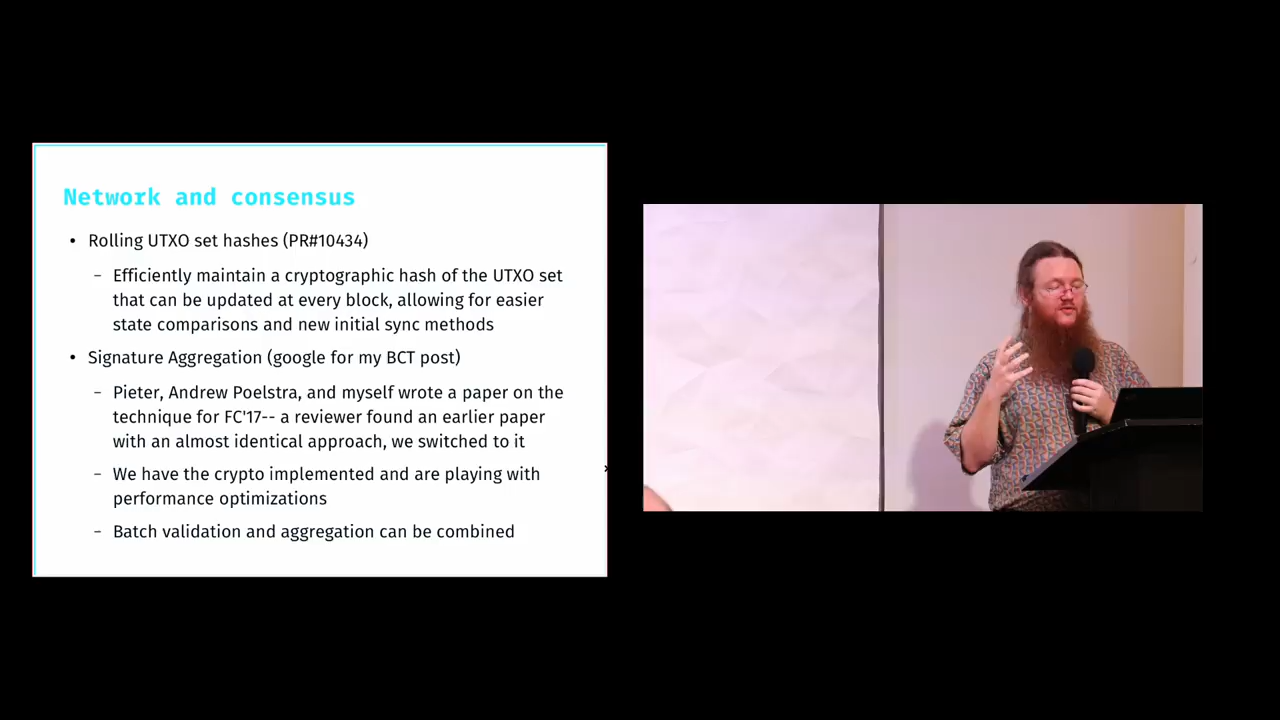 Network and consensus
• Rolling UTXO set hashes (PR#10434)
– Efficiently maintain a cryptographic hash of the UTXO set
that can be updated at every block, allowing for easier
state comparisons and new initial sync methods
• Signature Aggregation (google for my BCT post)
– Pieter, Andrew Poelstra, and myself wrote a paper on the
technique for FC'17-- a reviewer found an earlier paper
with an almost identical approach, we switched to it
– We have the crypto implemented and are playing with
performance optimizations
– Batch validation and aggregation can be combined